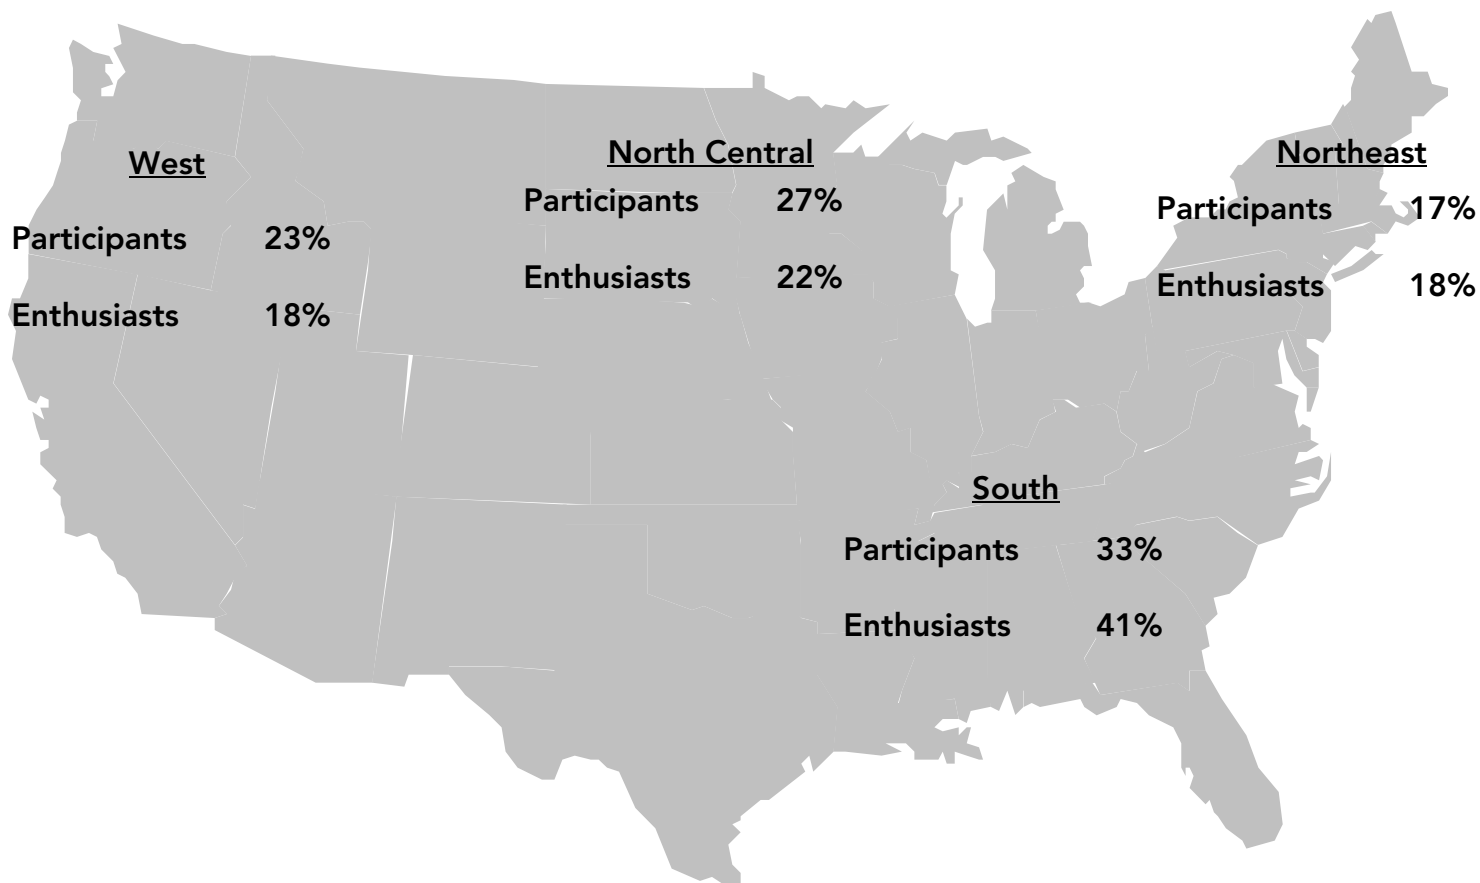 West
Participants 23%
Enthusiasts 18%
North Central
Participants 27%
Enthusiasts 22%
Northeast
Participants 17%
Enthusiasts 18%
South
Participants 33%
Enthusiasts 41%